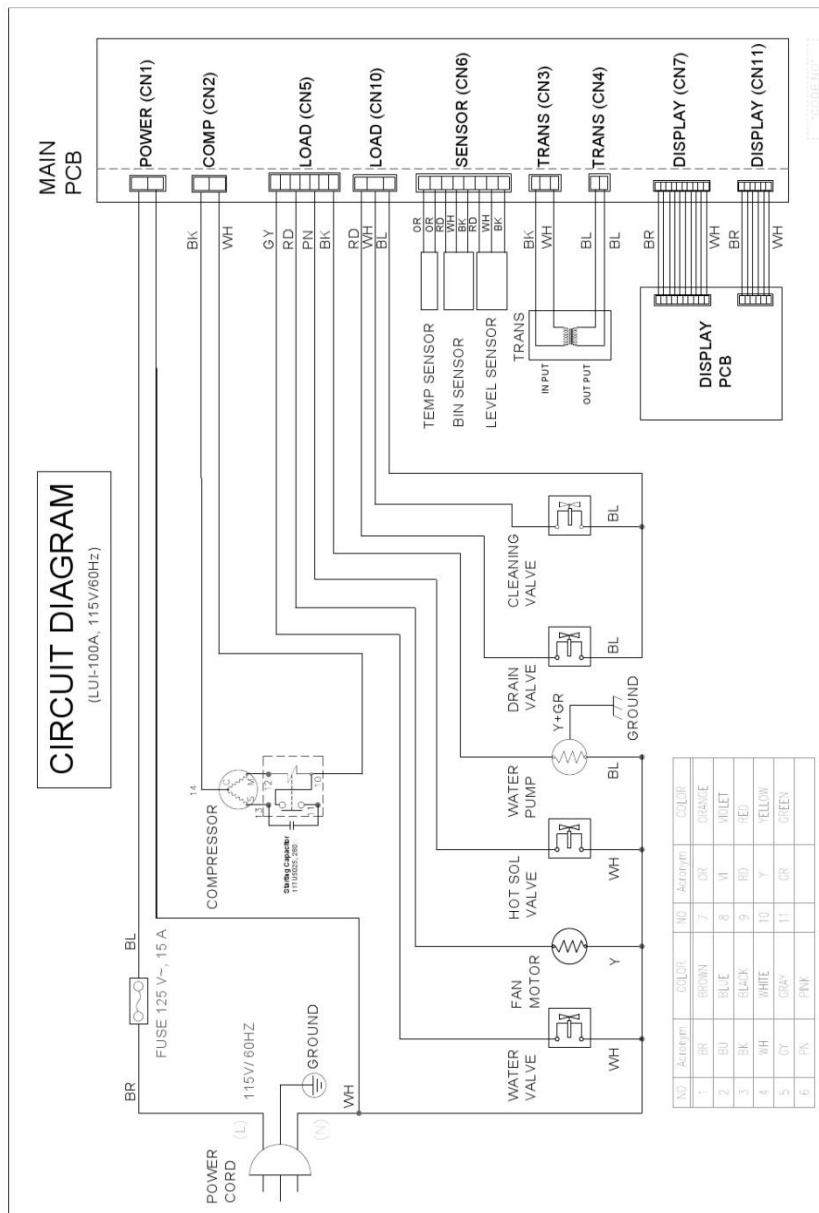 CODE NO
MAIN
PCB
POWER (CN1)
COMP (CN2)
LOAD (CN5)
LOAD (CN10)
SENSOR (CN6)
TRANS (CN3)
TRANS (CN4)
DISPLAY (CN7)
DISPLAY (CN11)
BK
WH
GY
RD
PN
BK
RD
WH
BL
OR
OR
RD
WH
BK
RD
WH
BK
BK
WH
BL
BL
BR
WH
BR
WH
TEMP SENSOR
BIN SENSOR
LEVEL SENSOR
TRANS
IN PUT
OUT PUT
DISPLAY
PCB
CIRCUIT DIAGRAM
(LUI-100A, 115V/60Hz)
COMPRESSOR
14
C
S
M
13
12
11
10
Starting Capacitor
CLEANING
VALVE
BL
DRAIN
VALVE
BL
WATER
PUMP
BL
Y+GR
GROUND
HOT SOL
VALVE
WH
FAN
MOTOR
Y
WATER
VALVE
WH
BL
FUSE 125 V~, 15 A
BR
115V/ 60HZ
GROUND
(L)
(N)
WH
POWER
CORD
NO Acronym COLOR NO Acronym COLOR
1 BR BROWN 7 OR ORANGE
2 BU BLUE 8 VI VIOLET
3 BK BLACK 9 RD RED
4 WH WHITE 10 Y YELLOW
5 GY GRAY 11 GR GREEN
6 PN PINK